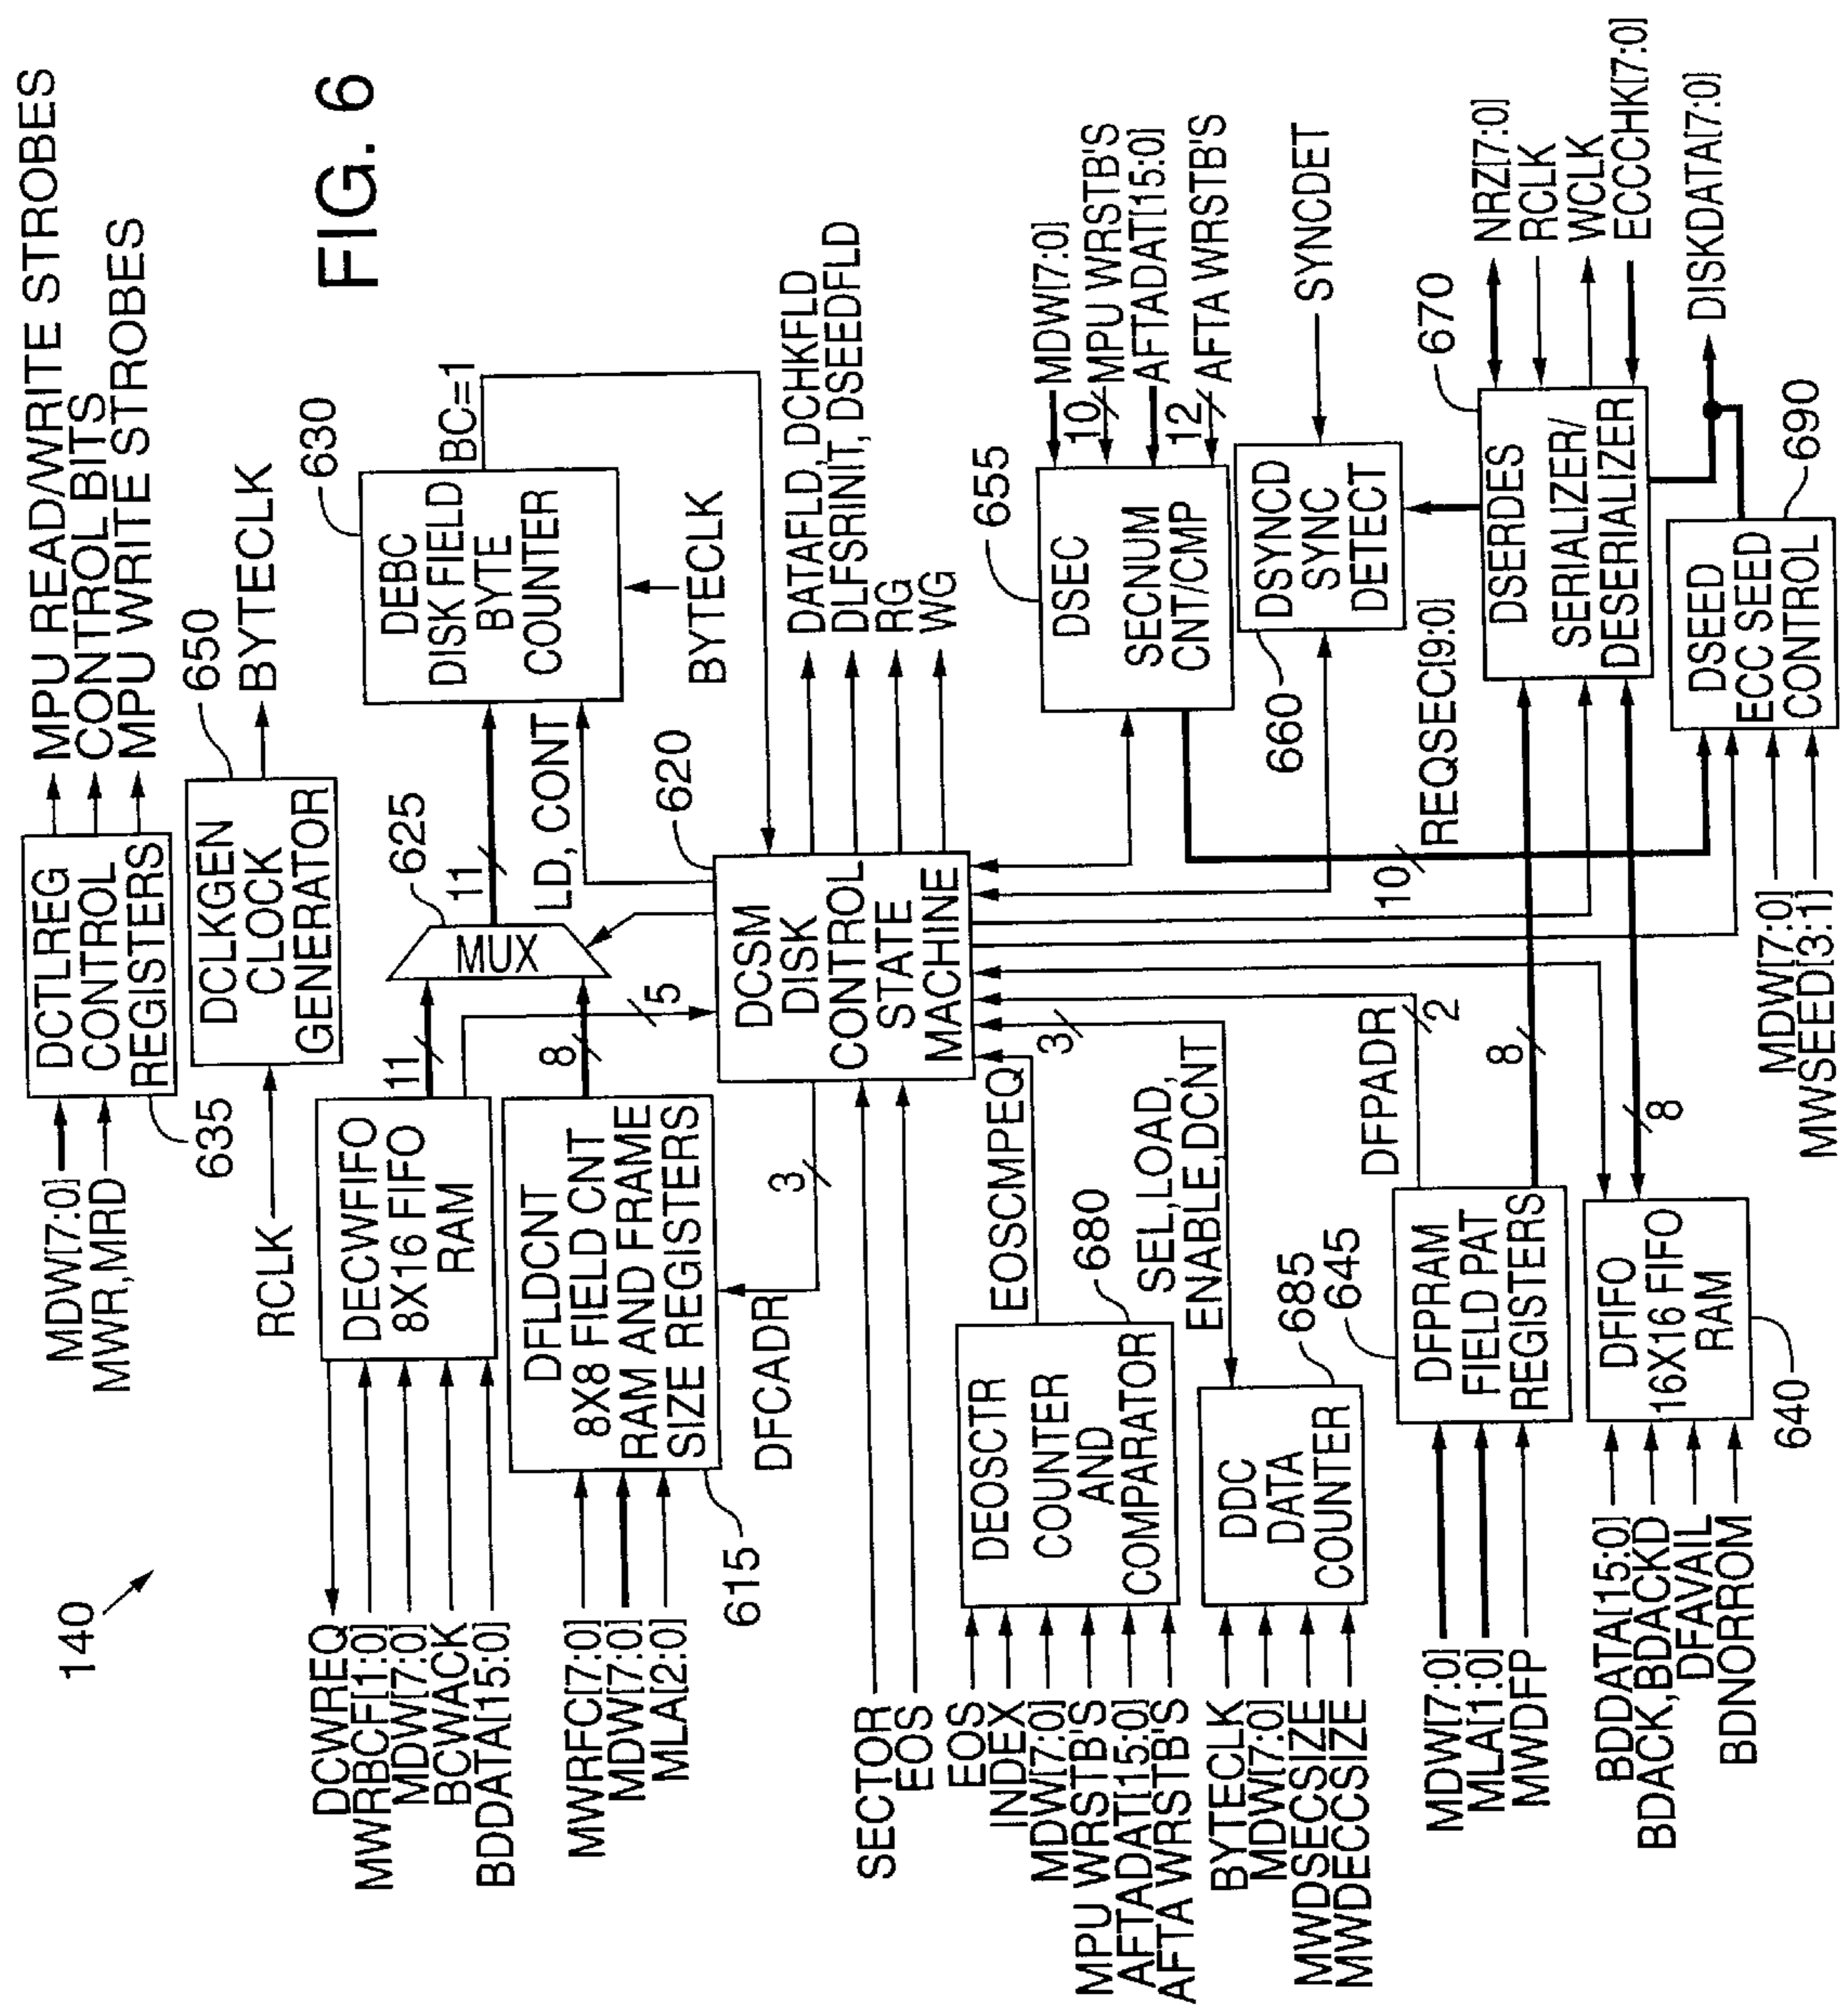 FIG. 6
140
MDW[7:0]
MWR,MRD
DCTLREG
CONTROL
REGISTERS
635
MPU READ/WRITE STROBES
CONTROL BITS
MPU WRITE STROBES
RCLK
DCLKGEN
CLOCK
GENERATOR
650
BYTECLK
DCWREQ
MWRBCF[1:0]
MDW[7:0]
BCWACK
BDDATA[15:0]
DECWFIFO
8X16 FIFO
RAM
11
5
MWRFC[7:0]
MDW[7:0]
MLA[2:0]
DFLDCNT
8X8 FIELD CNT
RAM AND FRAME
SIZE REGISTERS
615
8
DFCADR
3
MUX
625
11
LD, CONT
DEBC
DISK FIELD
BYTE
COUNTER
630
BC=1
BYTECLK
SECTOR
EOS
DCSM
DISK
CONTROL
STATE
MACHINE
620
DATAFLD, DCHKFLD
DLFSRINIT, DSEEDFLD
RG
WG
EOS
INDEX
MDW[7:0]
MPU WRSTB'S
AFTADAT[15:0]
AFTA WRSTB'S
DEOSCTR
COUNTER
AND
COMPARATOR
680
EOSCMPEQ
3
BYTECLK
MDW[7:0]
MWDSECSIZE
MWDECCSIZE
DDC
DATA
COUNTER
685
SEL,LOAD,
ENABLE,DCNT
DSEC
SECNUM
CNT/CMP
655
MDW[7:0]
10
MPU WRSTB'S
AFTADAT[15:0]
12
AFTA WRSTB'S
DSYNCD
SYNC
DETECT
660
SYNCDET
10
REQSEC[9:0]
MDW[7:0]
MLA[1:0]
MWDFP
DFPRAM
FIELD PAT
REGISTERS
645
DFPADR
2
8
BDDATA[15:0]
BDACK,BDACKD
DFAVAIL
BDNORROM
DFIFO
16X16 FIFO
RAM
640
8
DSERDES
SERIALIZER/
DESERIALIZER
670
NRZ[7:0]
RCLK
WCLK
ECCCHK[7:0]
DISKDATA[7:0]
MDW[7:0]
MWSEED[3:1]
DSEED
ECC SEED
CONTROL
690